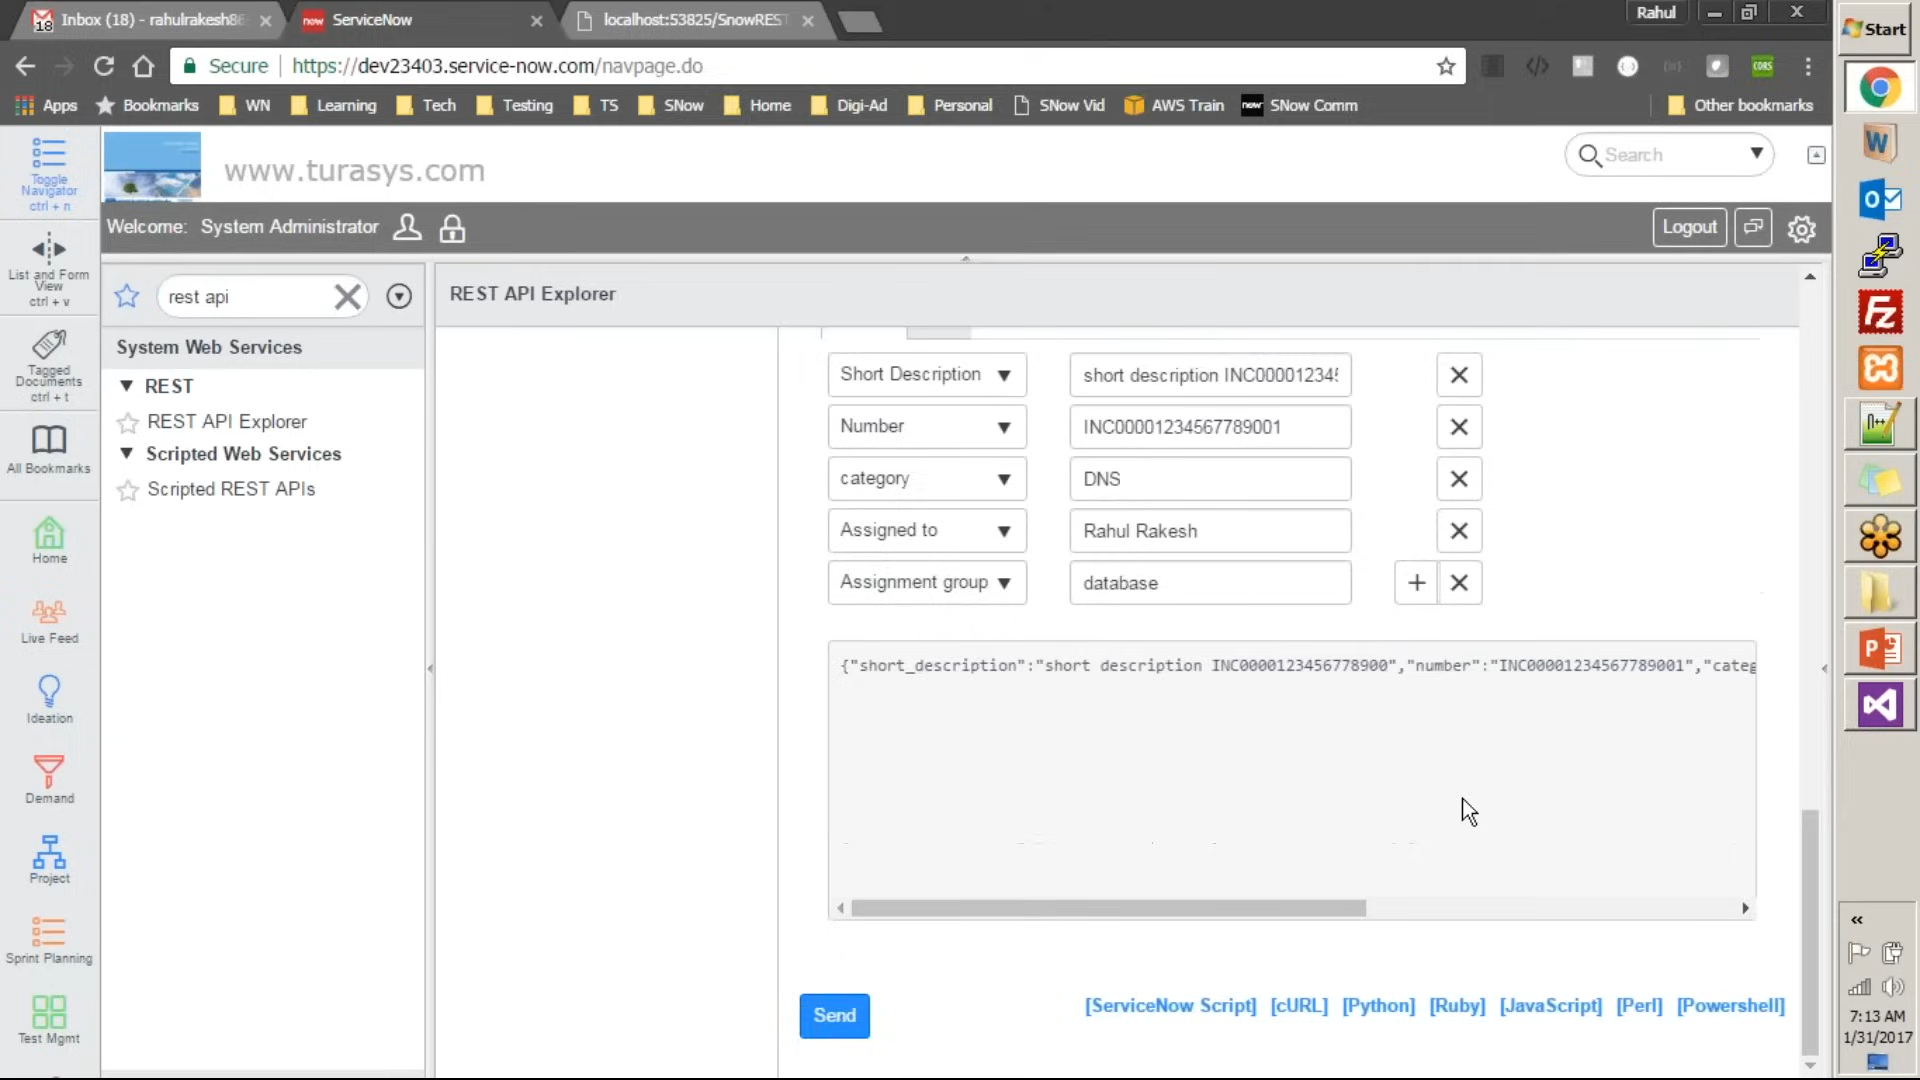 Inbox (18) - rahulrakesh86
ServiceNow
localhost:53825/SnowREST
Rahul
Start
Secure
https://dev23403.service-now.com/navpage.do
Apps
Bookmarks
WN
Learning
Tech
Testing
TS
SNow
Home
Digi-Ad
Personal
SNow Vid
AWS Train
SNow Comm
Other bookmarks
Toggle
Navigator
ctrl + n
www.turasys.com
Search
Welcome: System Administrator
Logout
List and Form
View
ctrl + v
rest api
REST API Explorer
System Web Services
REST
REST API Explorer
Scripted Web Services
Scripted REST APIs
Tagged
Documents
ctrl + t
All Bookmarks
Home
Live Feed
Ideation
Demand
Project
Sprint Planning
Test Mgmt
Short Description
short description INC000012345
Number
INC00001234567789001
category
DNS
Assigned to
Rahul Rakesh
Assignment group
database
{"short_description":"short description INC0000123456778900","number":"INC00001234567789001","categ
Send
[ServiceNow Script] [cURL] [Python] [Ruby] [JavaScript] [Perl] [Powershell]
7:13 AM
1/31/2017